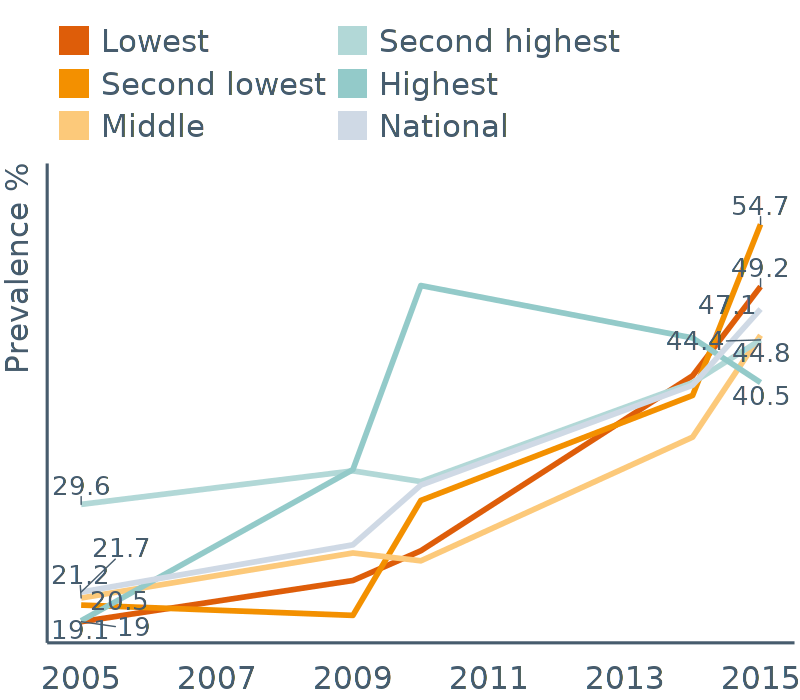 Lowest
Second highest
Second lowest
Highest
Middle
National
Prevalence %
54.7
49.2
47.1
44.4
44.8
40.5
29.6
21.7
21.2
20.5
19.1
19
2005
2007
2009
2011
2013
2015